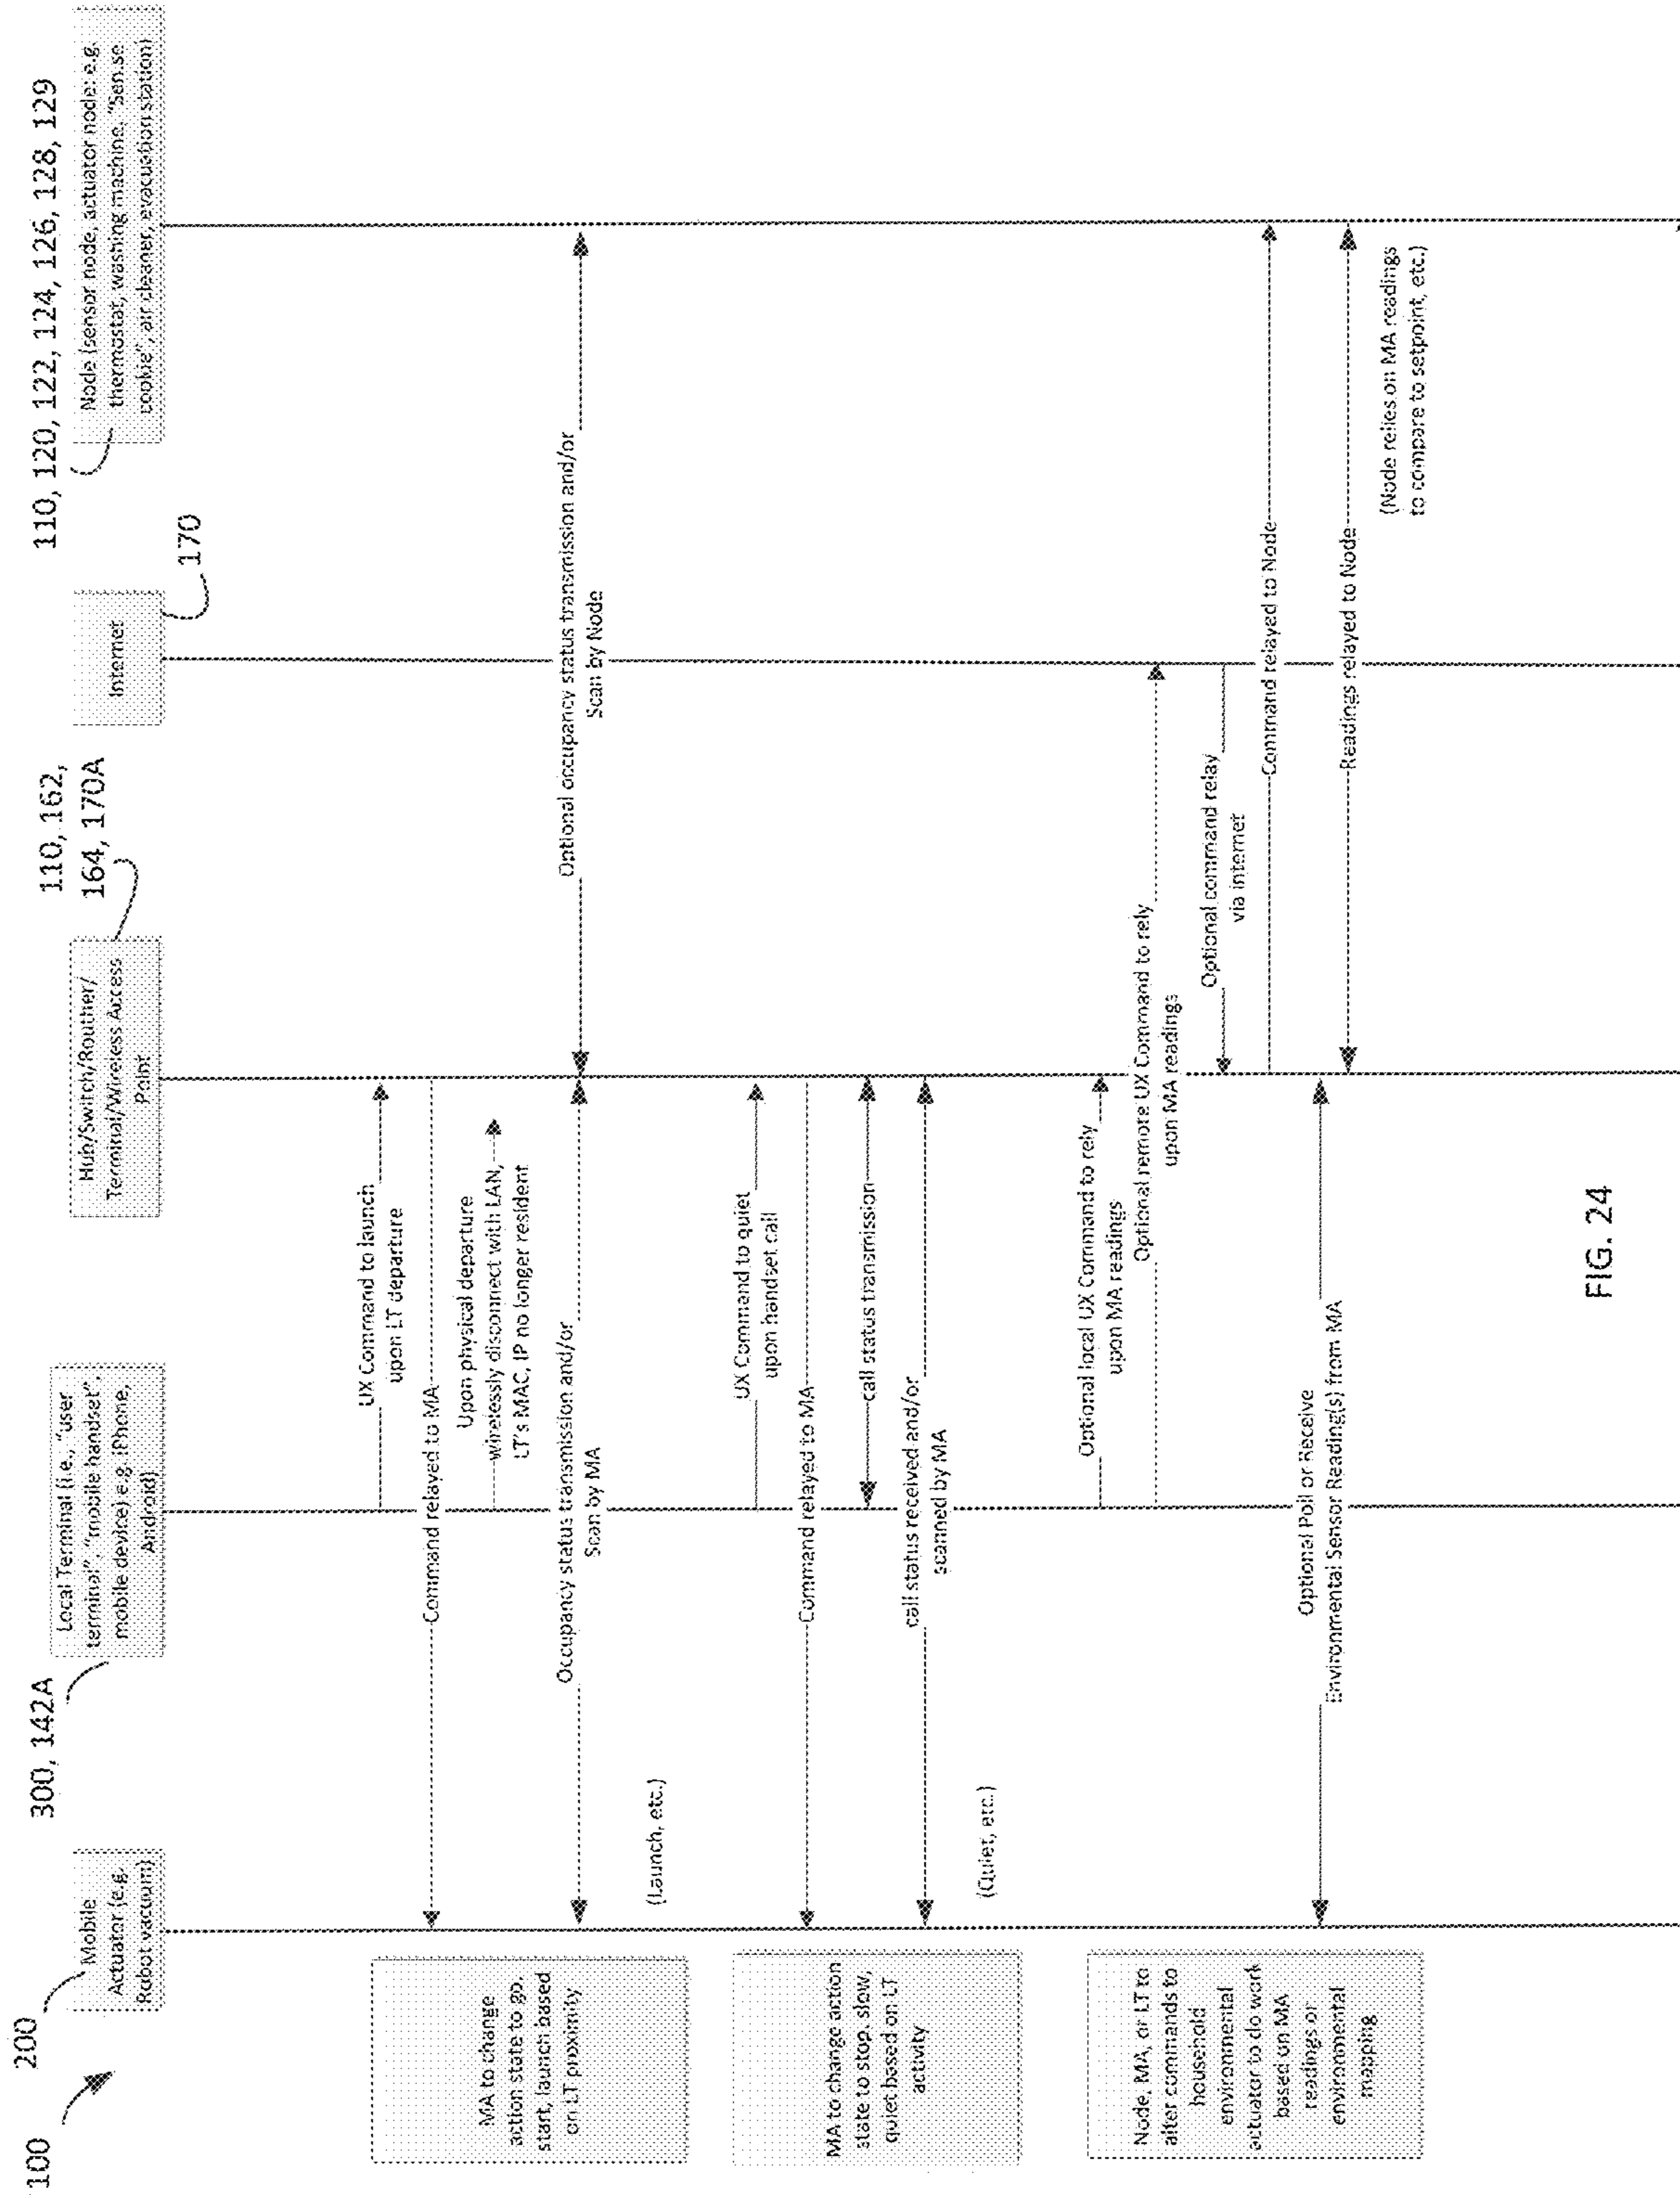 100
200
Mobile
Actuator (e.g.
Robot vacuum)
300, 142A
Local Terminal (i.e., "user
terminal", "mobile handset",
mobile device) e.g. iPhone,
Android)
110, 162,
164, 170A
Hub/Switch/Routher/
Terminal/Wireless Access
Point
Internet
170
110, 120, 122, 124, 126, 128, 129
Node (sensor node, actuator node: e.g.
thermostat, washing machine, "Sen.se
cookie", air cleaner, evacuation station)
MA to change
action state to go,
start, launch based
on LT proximity
UX Command to launch
upon LT departure
Command relayed to MA
Upon physical departure
wirelessly disconnect with LAN,
LT's MAC, IP no longer resident
Occupancy status transmission and/or
Scan by MA
Optional occupancy status transmission and/or
Scan by Node
(Launch, etc.)
MA to change action
state to stop, slow,
quiet based on LT
activity
UX Command to quiet
upon handset call
Command relayed to MA
call status transmission
call status received and/or
scanned by MA
(Quiet, etc.)
Node, MA, or LT to
alter commands to
household
environmental
actuator to do work
based on MA
readings or
environmental
mapping
Optional local UX Command to rely
upon MA readings
Optional remote UX Command to rely
upon MA readings
Optional command relay
via internet
Command relayed to Node
Optional Poll or Receive
Environmental Sensor Reading(s) from MA
Readings relayed to Node
(Node relies on MA readings
to compare to setpoint, etc.)
FIG. 24